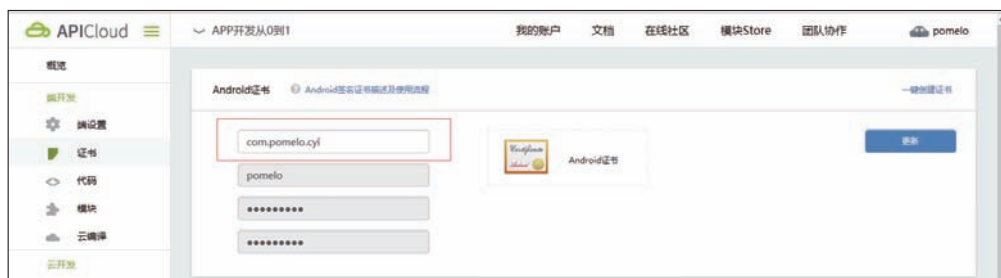 APICloud
APP开发从0到1
我的账户 文档 在线社区 模块Store 团队协作 pomelo
概览
端开发
端设置
证书
代码
模块
云编译
云开发
Android证书 Android签名证书描述及使用流程 一键创建证书
com.pomelo.cyl
pomelo
•••••••••
•••••••••
Certificate
Android证书
更新